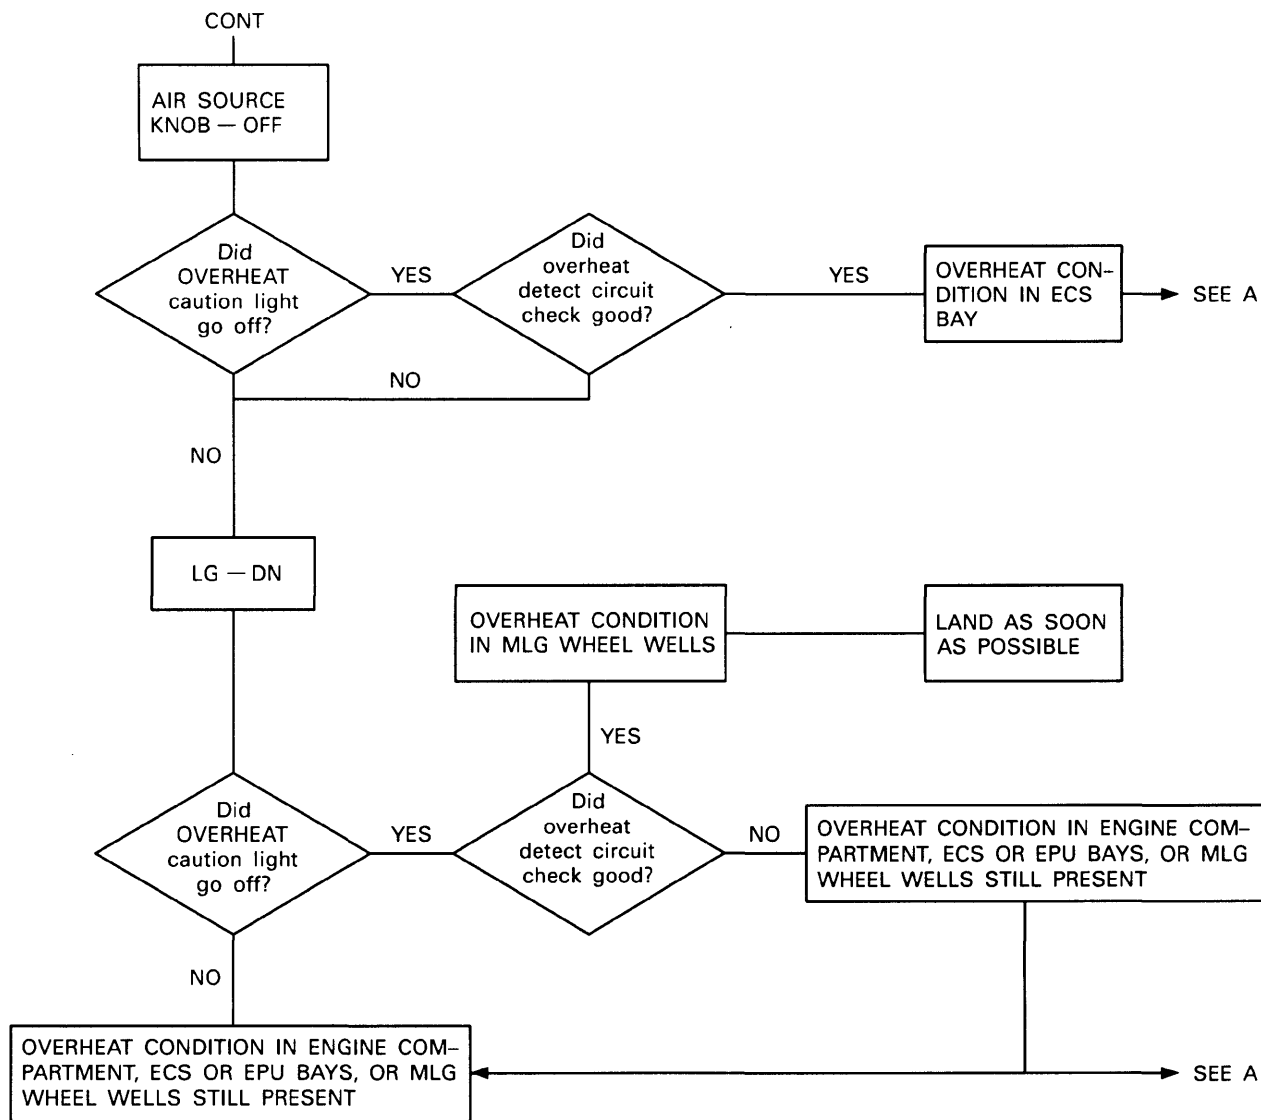 CONT
AIR SOURCE
KNOB — OFF
Did
OVERHEAT
caution light
go off?
YES
Did
overheat
detect circuit
check good?
YES
OVERHEAT CON-
DITION IN ECS
BAY
SEE A
NO
NO
LG — DN
OVERHEAT CONDITION
IN MLG WHEEL WELLS
LAND AS SOON
AS POSSIBLE
YES
Did
OVERHEAT
caution light
go off?
YES
Did
overheat
detect circuit
check good?
NO
OVERHEAT CONDITION IN ENGINE COM-
PARTMENT, ECS OR EPU BAYS, OR MLG
WHEEL WELLS STILL PRESENT
NO
OVERHEAT CONDITION IN ENGINE COM-
PARTMENT, ECS OR EPU BAYS, OR MLG
WHEEL WELLS STILL PRESENT
SEE A